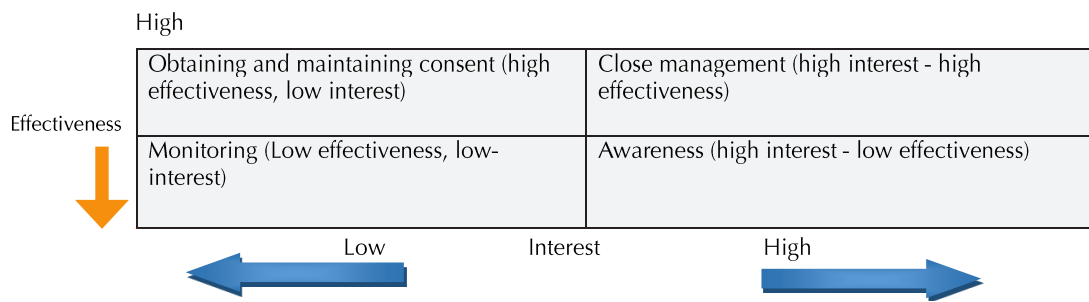 High
Obtaining and maintaining consent (high
effectiveness, low interest)
Close management (high interest - high
effectiveness)
Effectiveness
Monitoring (Low effectiveness, low-
interest)
Awareness (high interest - low effectiveness)
Low Interest High